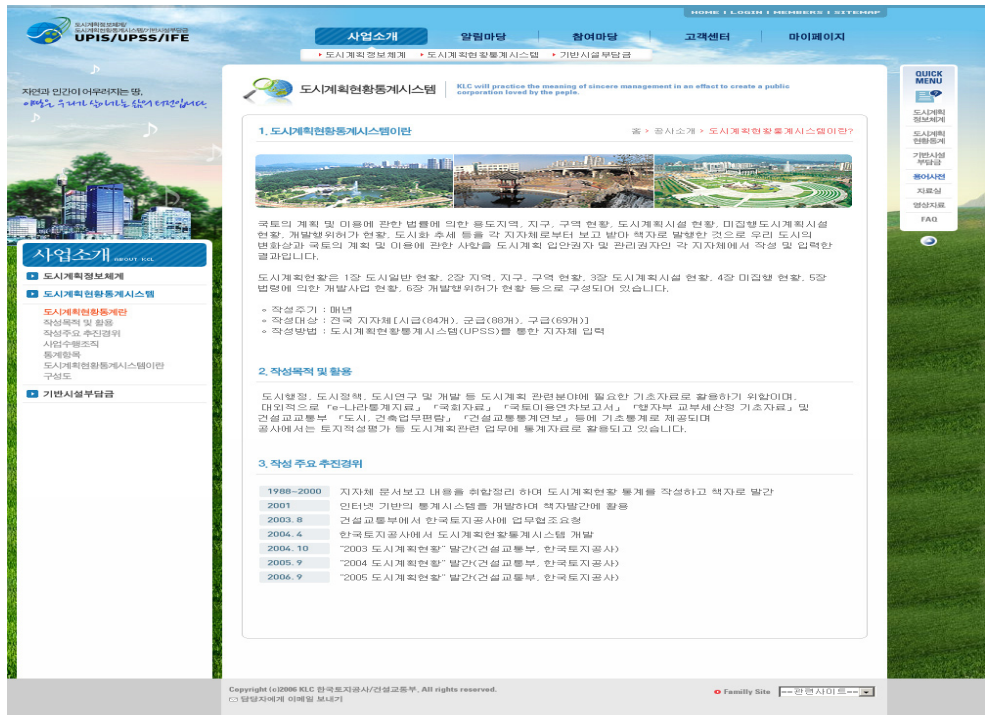 HOME I LOGIN I MEMBERS I SITEMAP
도시계획정보체계/
도시계획현황통계시스템/기반시설부담금
UPIS/UPSS/IFE
사업소개 알림마당 참여마당 고객센터 마이페이지
도시계획정보체계 도시계획현황통계시스템 기반시설부담금
자연과 인간이 어우러지는 땅,
도시계획현황통계시스템
KLC will practice the meaning of sincere management in an effect to create a public
corporation loved by the peple.
QUICK
MENU
도시계획
정보체계
도시계획
현황통계
기반시설
부담금
용어사전
자료실
영상자료
FAQ
사업소개 ABOUT KCL
도시계획정보체계
도시계획현황통계시스템
도시계획현황통계란
작성목적 및 활용
작성주요 추진경위
사업수행조직
통계항목
도시계획현황통계시스템이란
구성도
기반시설부담금
1. 도시계획현황통계시스템이란
홈 > 공사소개 > 도시계획현황통계시스템이란?
국토의 계획 및 이용에 관한 법률에 의한 용도지역, 지구, 구역 현황, 도시계획시설 현황, 미집행도시계획시설
현황, 개발행위허가 현황, 도시화 추세 등을 각 지자체로부터 보고 받아 책자로 발행한 것으로 우리 도시의
변화상과 국토의 계획 및 이용에 관한 사항을 도시계획 입안권자 및 관리권자인 각 지자체에서 작성 및 입력한
결과입니다.
도시계획현황은 1장 도시일반 현황, 2장 지역, 지구, 구역 현황, 3장 도시계획시설 현황, 4장 미집행 현황, 5장
법령에 의한 개발사업 현황, 6장 개발행위허가 현황 등으로 구성되어 있습니다.
◦ 작성주기 : 매년
◦ 작성대상 : 전국 지자체[시급(84개), 군급(88개), 구급(69개)]
◦ 작성방법 : 도시계획현황통계시스템(UPSS)를 통한 지자체 입력
2. 작성목적 및 활용
도시행정, 도시정책, 도시연구 및 개발 등 도시계획 관련분야에 필요한 기초자료로 활용하기 위함이며,
대외적으로 「e-나라통계지료」 「국회자료」 「국토이용연차보고서」 「행자부 교부세산정 기초자료」 및
건설교통부 「도시, 건축업무편람」 「건설교통통계연보」 등에 기초통계로 제공되며
공사에서는 토지적성평가 등 도시계획관련 업무에 통계자료로 활용되고 있습니다.
3. 작성 주요 추진경위
1988~2000 지자체 문서보고 내용을 취합정리 하여 도시계획현황 통계를 작성하고 책자로 발간
2001 인터넷 기반의 통계시스템을 개발하여 책자발간에 활용
2003. 8 건설교통부에서 한국토지공사에 업무협조요청
2004. 4 한국토지공사에서 도시계획현황통계시스템 개발
2004. 10 "2003 도시계획현황" 발간(건설교통부, 한국토지공사)
2005. 9 "2004 도시계획현황" 발간(건설교통부, 한국토지공사)
2006. 9 "2005 도시계획현황" 발간(건설교통부, 한국토지공사)
Copyright (c)2006 KLC 한국토지공사/건설교통부, All rights reserved.
담당자에게 이메일 보내기
Familly Site --관련사이트--